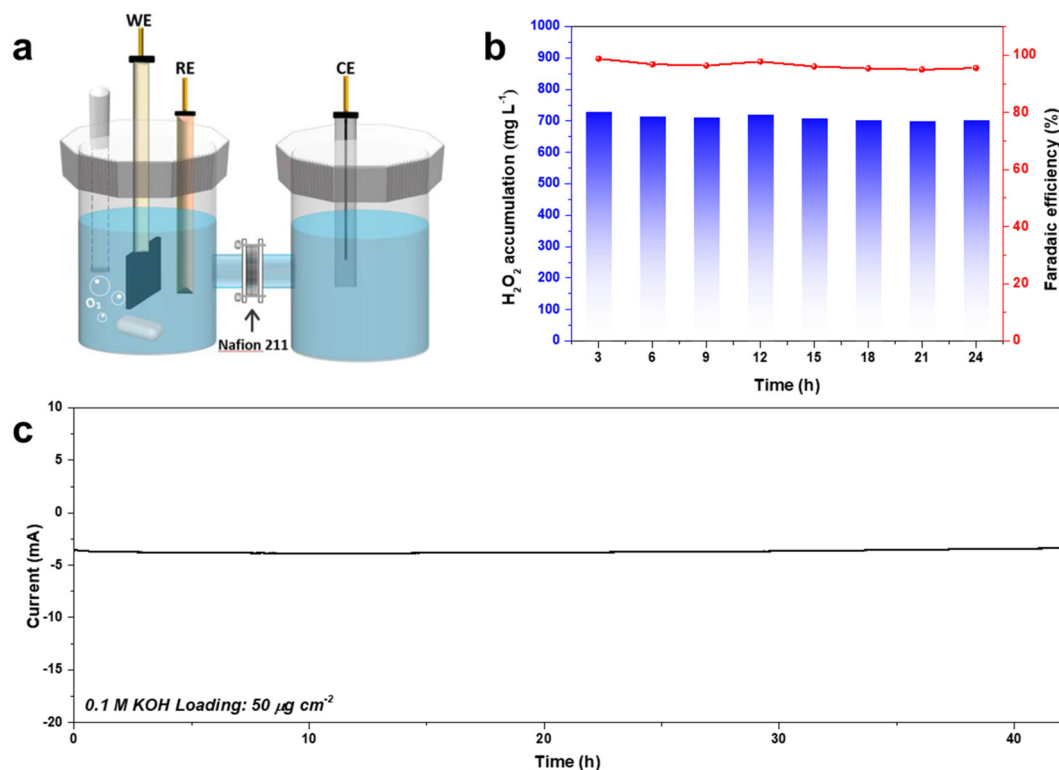 a
WE
RE
CE
O₂
Nafion 211
b
H₂O₂ accumulation (mg L⁻¹)
1000
900
800
700
600
500
400
300
200
100
0
3 6 9 12 15 18 21 24
Time (h)
100
80
60
40
20
0
Faradaic efficiency (%)
c
Current (mA)
10
5
0
-5
-10
-15
-20
0.1 M KOH Loading: 50 μg cm⁻²
0 10 20 30 40
Time (h)